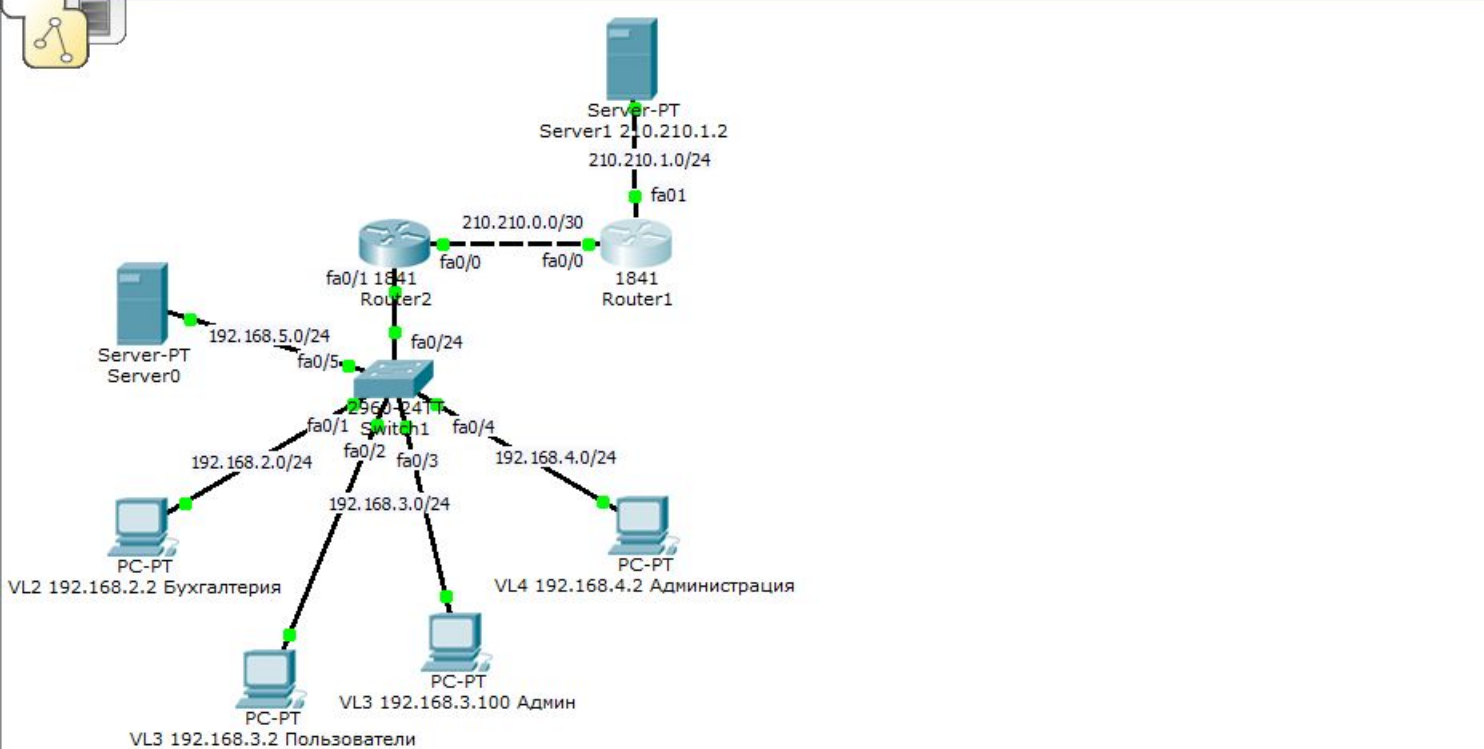 Server-PT
Server1 210.210.1.2
210.210.1.0/24
fa01
210.210.0.0/30
fa0/0
fa0/0
fa0/1 1841
Router2
1841
Router1
192.168.5.0/24
fa0/24
Server-PT
Server0
fa0/5
2960-24TT
Switch1
fa0/1
fa0/2
fa0/3
fa0/4
192.168.2.0/24
192.168.4.0/24
192.168.3.0/24
PC-PT
VL2 192.168.2.2 Бухгалтерия
PC-PT
VL4 192.168.4.2 Администрация
PC-PT
VL3 192.168.3.100 Админ
PC-PT
VL3 192.168.3.2 Пользователи